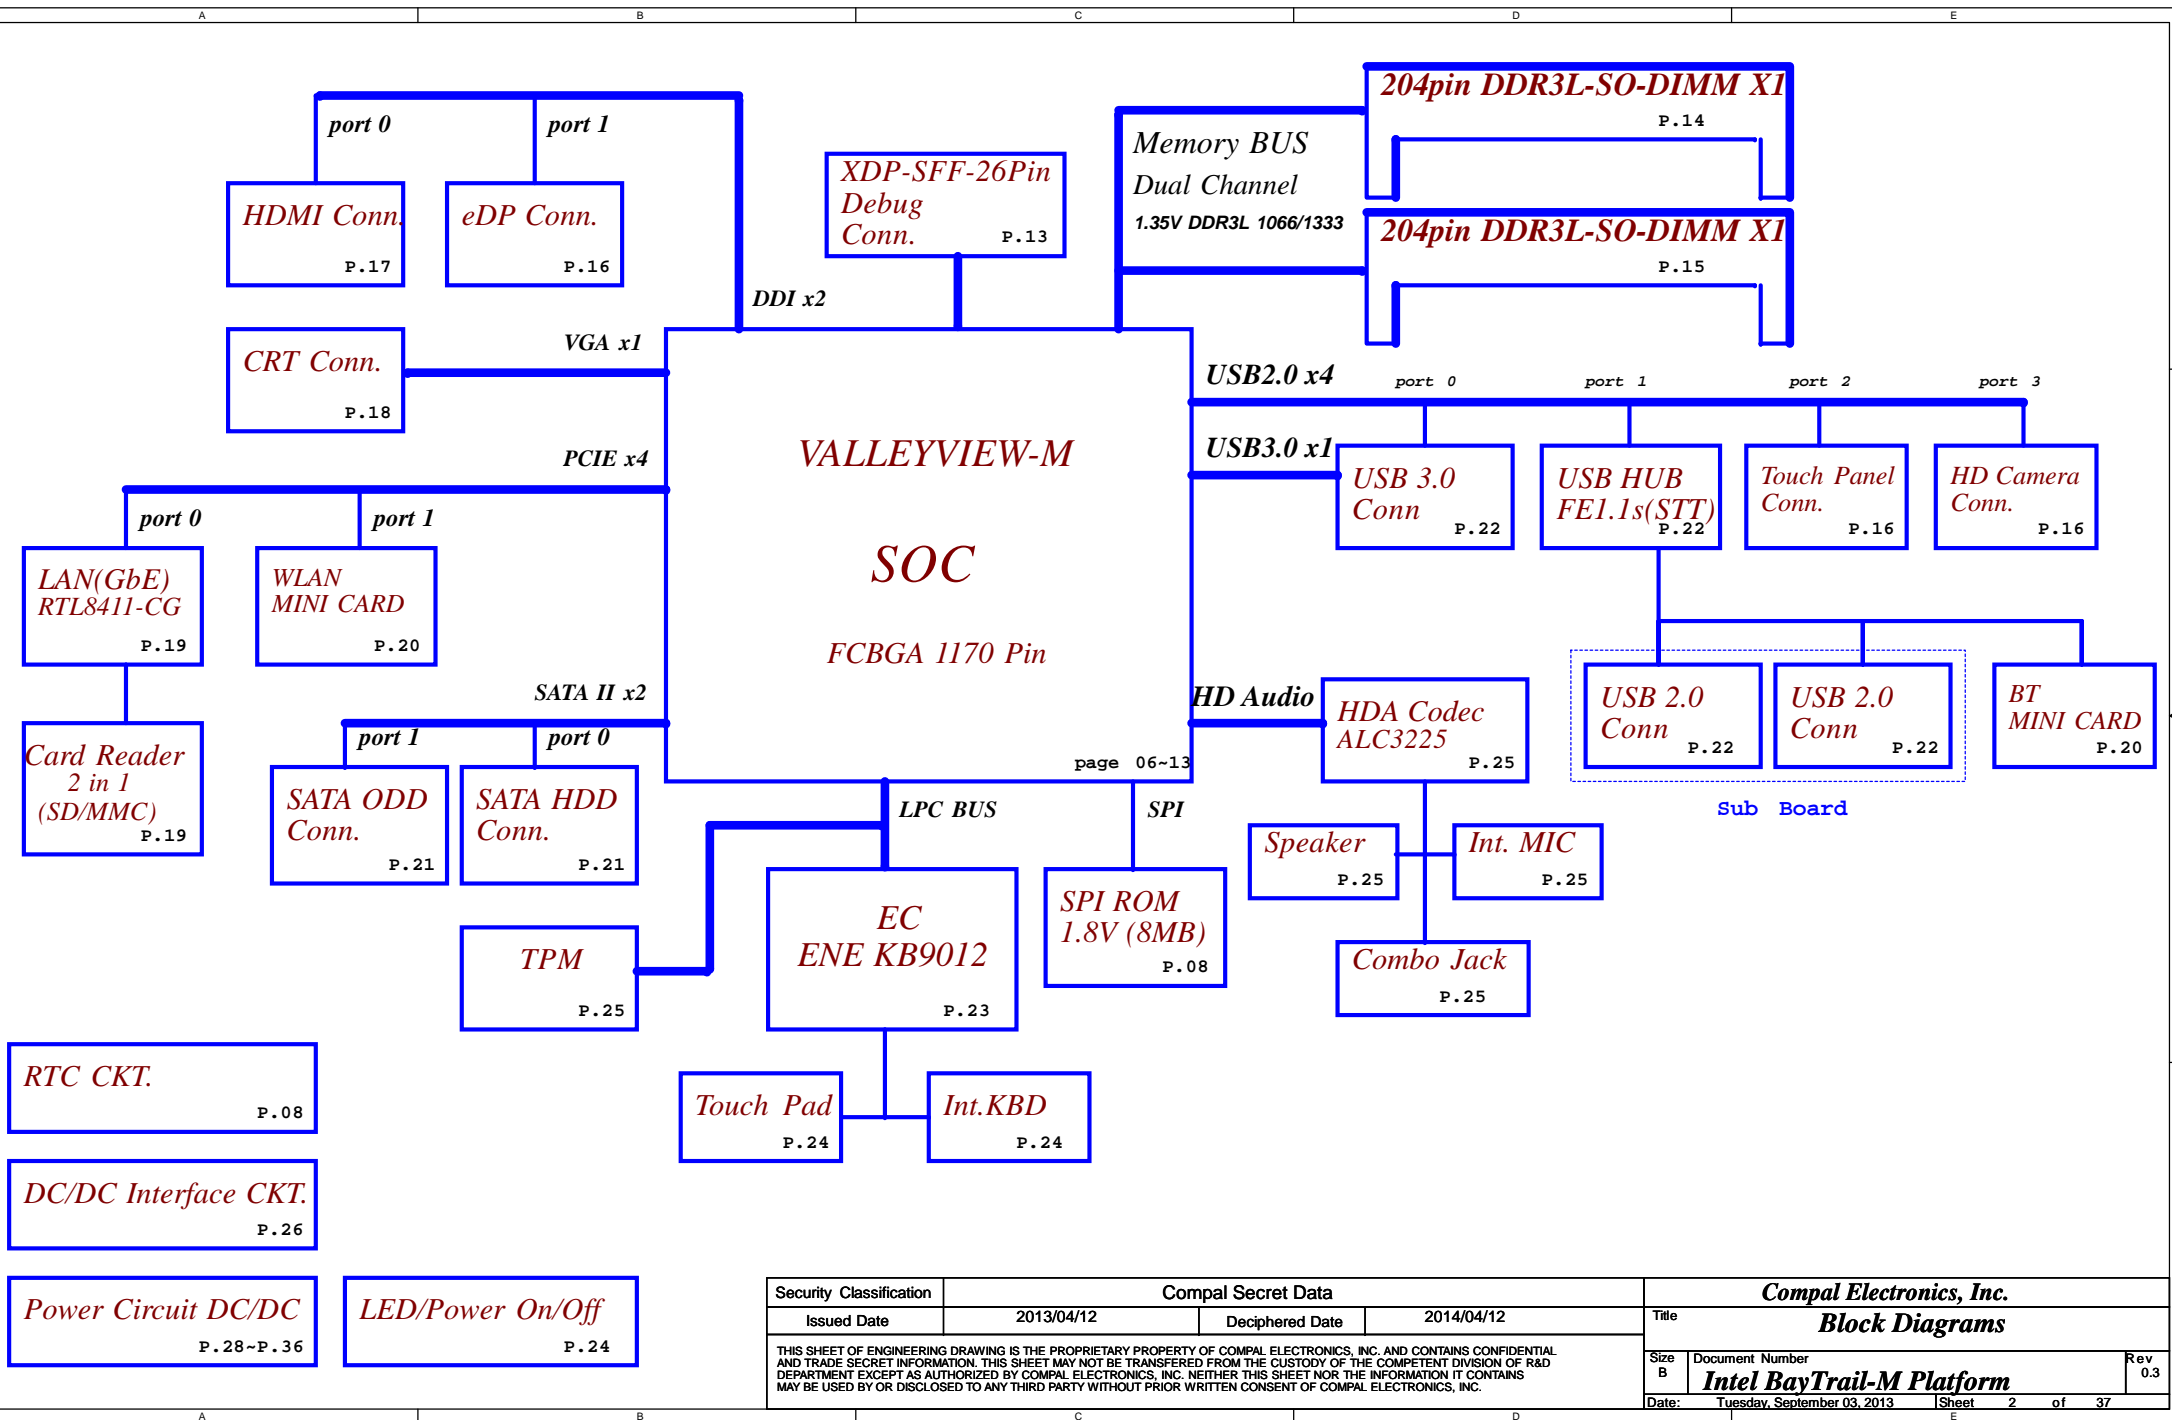 A
B
C
D
E
port 0
port 1
HDMI Conn.
P.17
eDP Conn.
P.16
DDI x2
XDP-SFF-26Pin
Debug
Conn.
P.13
Memory BUS
Dual Channel
1.35V DDR3L 1066/1333
204pin DDR3L-SO-DIMM X1
P.14
204pin DDR3L-SO-DIMM X1
P.15
CRT Conn.
P.18
VGA x1
PCIE x4
port 0
port 1
LAN(GbE)
RTL8411-CG
P.19
WLAN
MINI CARD
P.20
Card Reader
2 in 1
(SD/MMC)
P.19
SATA II x2
port 1
port 0
SATA ODD
Conn.
P.21
SATA HDD
Conn.
P.21
VALLEYVIEW-M
SOC
FCBGA 1170 Pin
page 06~13
USB2.0 x4
port 0
port 1
port 2
port 3
USB3.0 x1
USB 3.0
Conn
P.22
USB HUB
FE1.1s(STT)
P.22
Touch Panel
Conn.
P.16
HD Camera
Conn.
P.16
USB 2.0
Conn
P.22
USB 2.0
Conn
P.22
BT
MINI CARD
P.20
Sub Board
HD Audio
HDA Codec
ALC3225
P.25
Speaker
P.25
Int. MIC
P.25
Combo Jack
P.25
LPC BUS
SPI
TPM
P.25
EC
ENE KB9012
P.23
SPI ROM
1.8V (8MB)
P.08
Touch Pad
P.24
Int.KBD
P.24
RTC CKT.
P.08
DC/DC Interface CKT.
P.26
Power Circuit DC/DC
P.28~P.36
LED/Power On/Off
P.24
Security Classification
Compal Secret Data
Issued Date
2013/04/12
Deciphered Date
2014/04/12
THIS SHEET OF ENGINEERING DRAWING IS THE PROPRIETARY PROPERTY OF COMPAL ELECTRONICS, INC. AND CONTAINS CONFIDENTIAL
AND TRADE SECRET INFORMATION. THIS SHEET MAY NOT BE TRANSFERED FROM THE CUSTODY OF THE COMPETENT DIVISION OF R&D
DEPARTMENT EXCEPT AS AUTHORIZED BY COMPAL ELECTRONICS, INC. NEITHER THIS SHEET NOR THE INFORMATION IT CONTAINS
MAY BE USED BY OR DISCLOSED TO ANY THIRD PARTY WITHOUT PRIOR WRITTEN CONSENT OF COMPAL ELECTRONICS, INC.
Compal Electronics, Inc.
Title
Block Diagrams
Size
B
Document Number
Intel BayTrail-M Platform
Rev
0.3
Date: Tuesday, September 03, 2013 Sheet 2 of 37
A
B
C
D
E